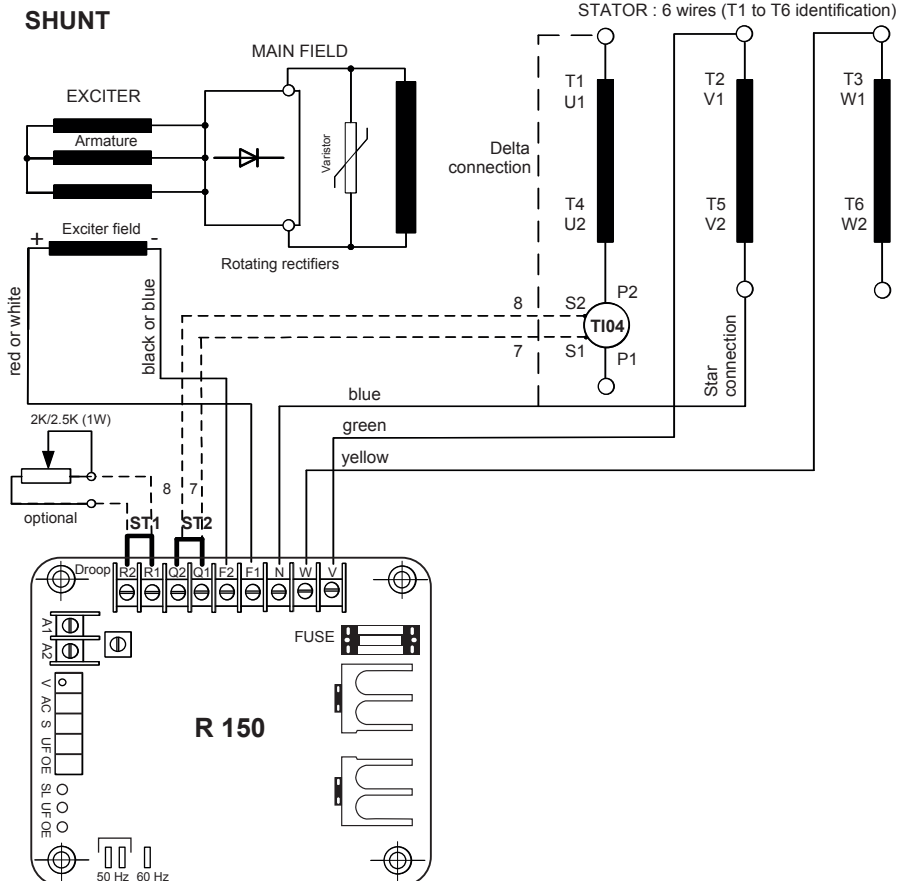 SHUNT
STATOR : 6 wires (T1 to T6 identification)
MAIN FIELD
EXCITER
Armature
Varistor
Rotating rectifiers
Delta
connection
T1
U1
T4
U2
T2
V1
T5
V2
T3
W1
T6
W2
+
Exciter field
-
red or white
black or blue
8
S2
P2
TI04
7
S1
P1
Star
connection
blue
green
yellow
2K/2.5K (1W)
optional
8
7
ST1
ST2
Droop
R2
R1
Q2
Q1
F2
F1
N
W
V
A1
A2
FUSE
V
AC
S
UF
OE
SL
UF
OE
R 150
50 Hz
60 Hz